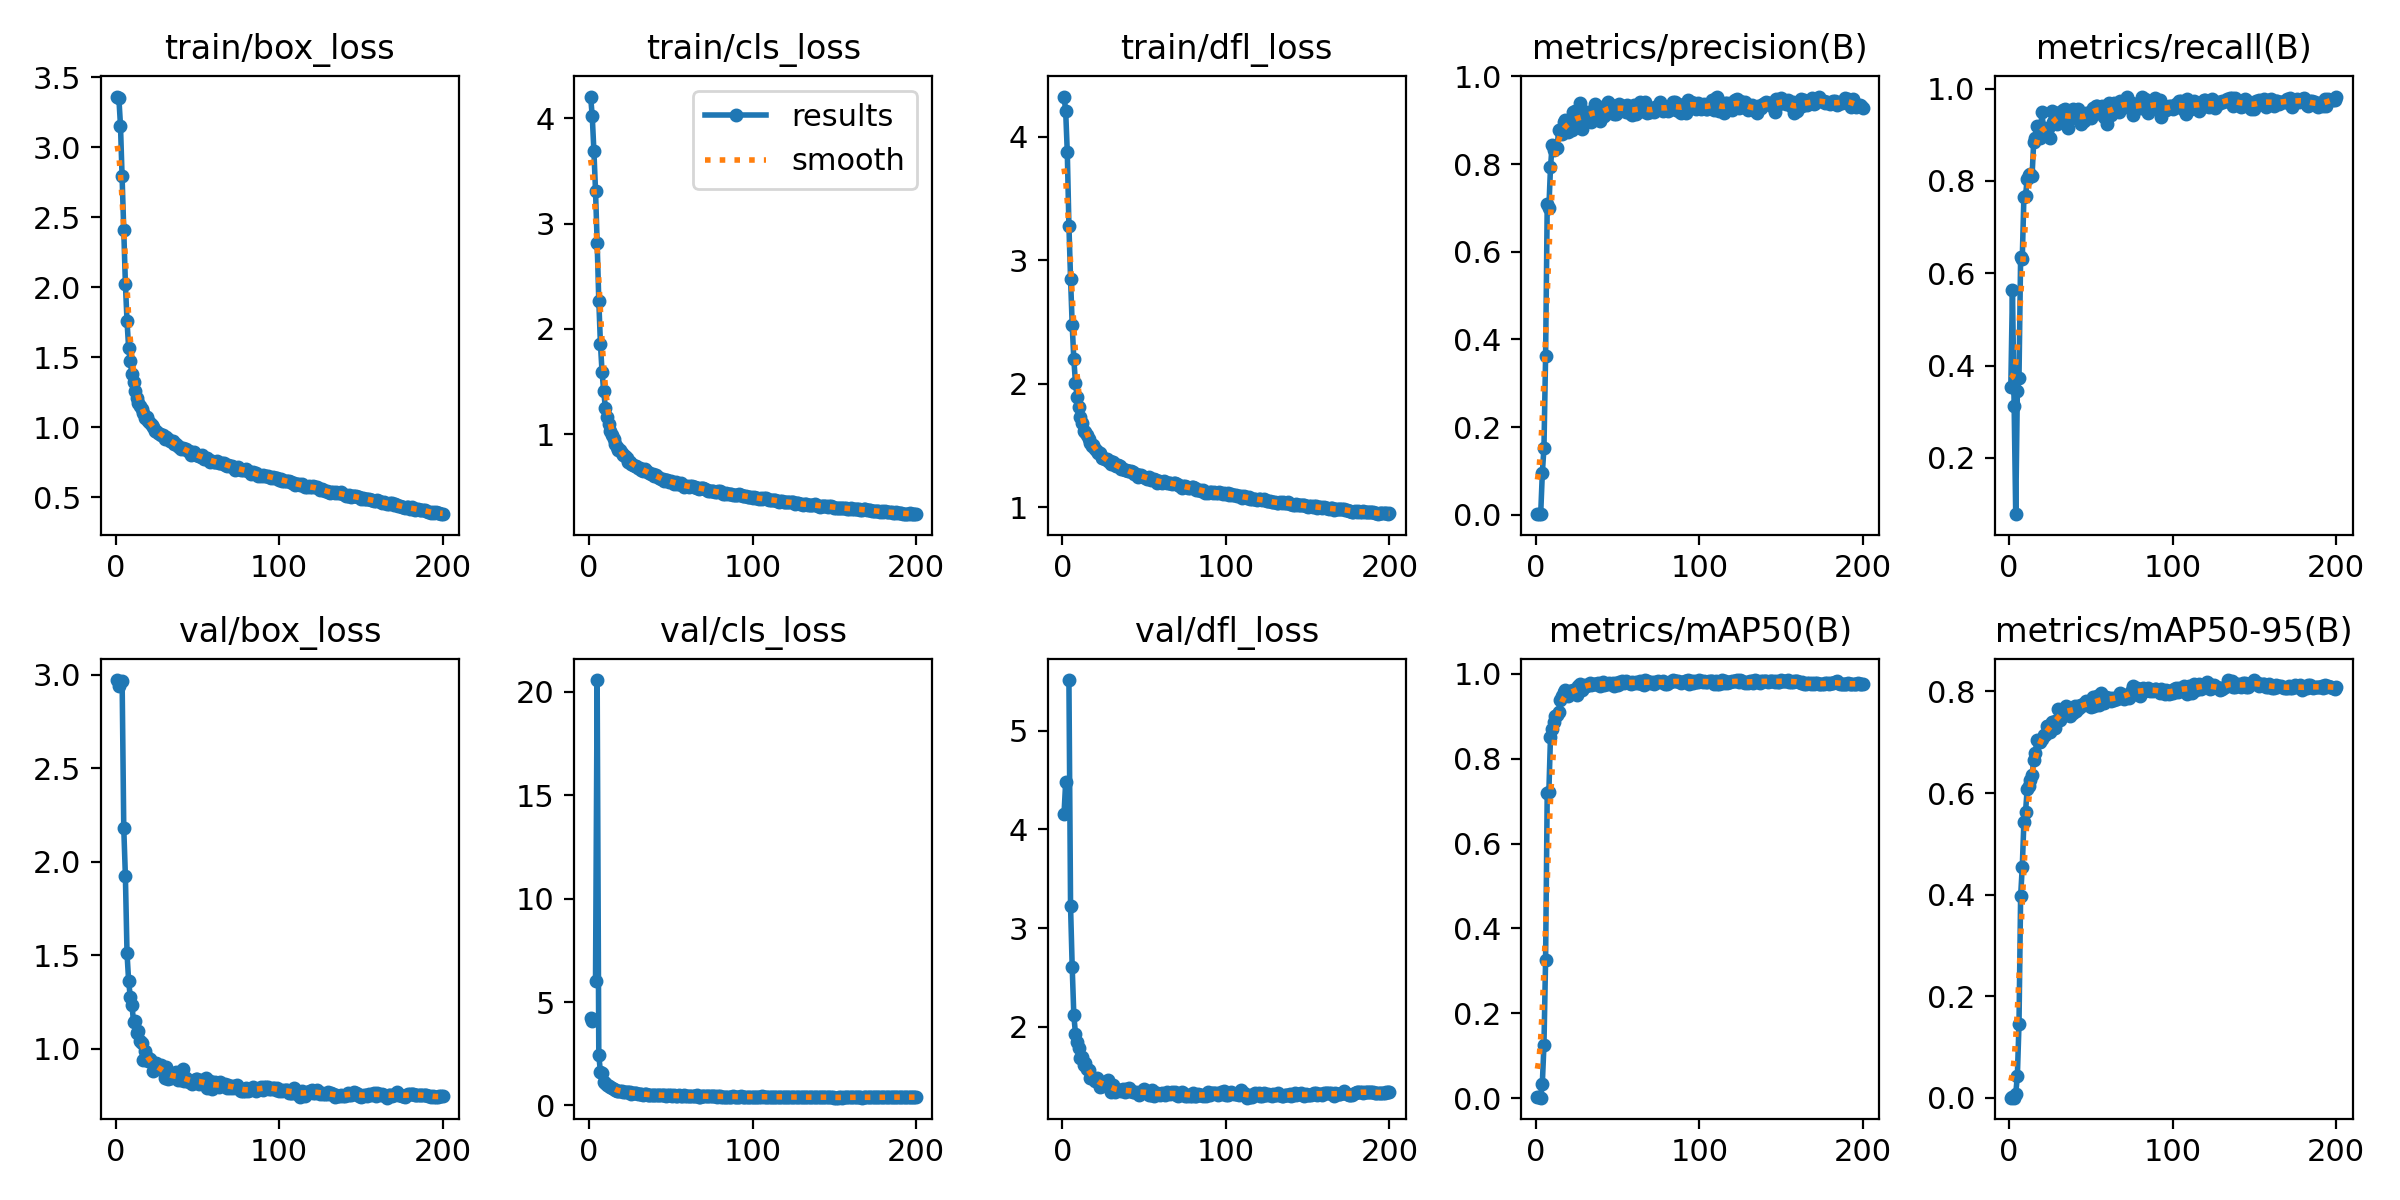 train/box_loss
3.5
3.0
2.5
2.0
1.5
1.0
0.5
0 100 200
train/cls_loss
results
smooth
4
3
2
1
0 100 200
train/dfl_loss
4
3
2
1
0 100 200
metrics/precision(B)
1.0
0.8
0.6
0.4
0.2
0.0
0 100 200
metrics/recall(B)
1.0
0.8
0.6
0.4
0.2
0 100 200
val/box_loss
3.0
2.5
2.0
1.5
1.0
0 100 200
val/cls_loss
20
15
10
5
0
0 100 200
val/dfl_loss
5
4
3
2
0 100 200
metrics/mAP50(B)
1.0
0.8
0.6
0.4
0.2
0.0
0 100 200
metrics/mAP50-95(B)
0.8
0.6
0.4
0.2
0.0
0 100 200